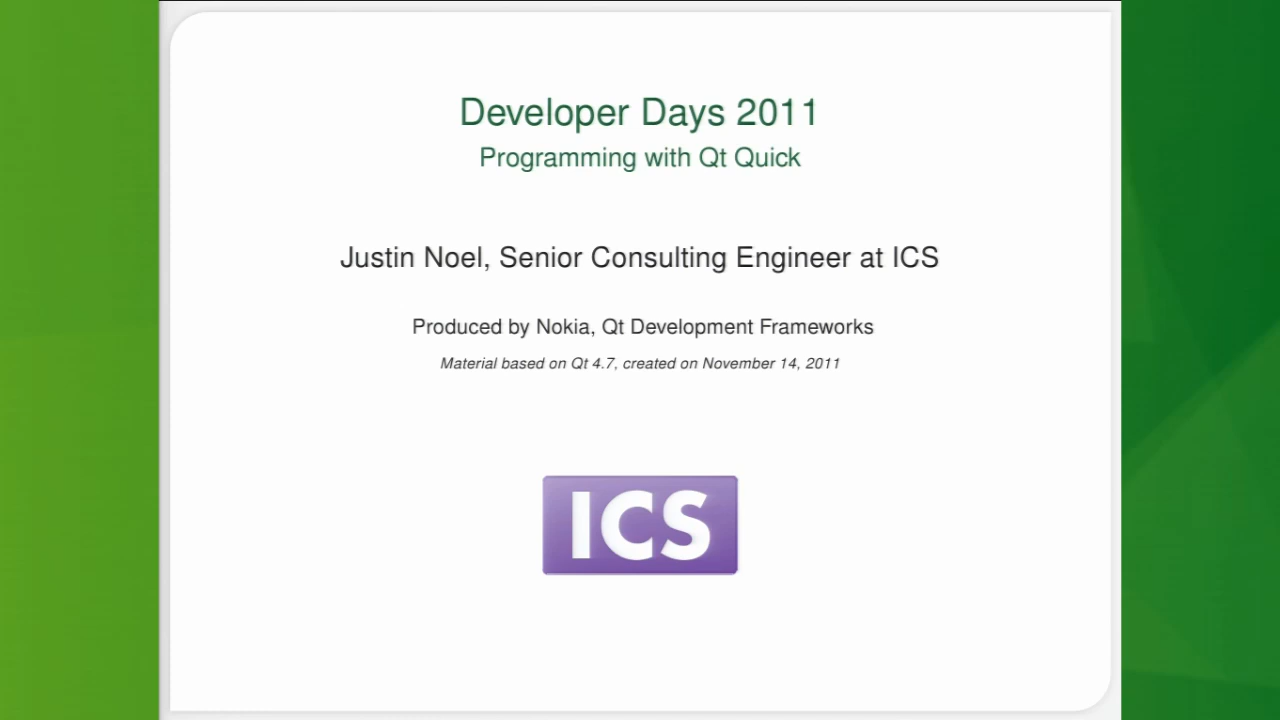 Developer Days 2011
Programming with Qt Quick
Justin Noel, Senior Consulting Engineer at ICS
Produced by Nokia, Qt Development Frameworks
Material based on Qt 4.7, created on November 14, 2011
ICS